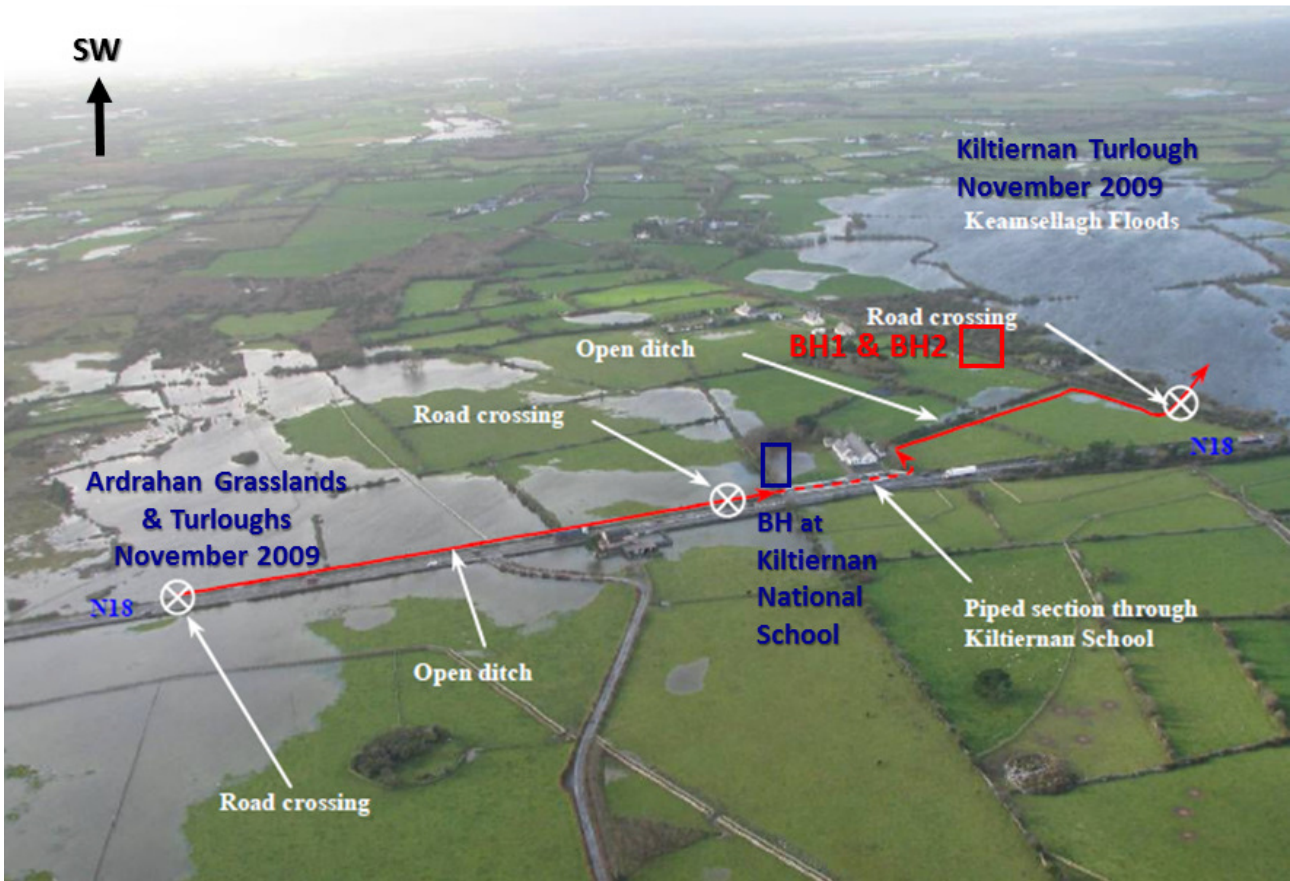 SW
Kiltiernan Turlough
November 2009
Keamsellagh Floods
Road crossing
Open ditch
BH1 & BH2
Road crossing
N18
Ardrahan Grasslands
& Turloughs
November 2009
BH at
Kiltiernan
National
School
N18
Piped section through
Kiltiernan School
Open ditch
Road crossing